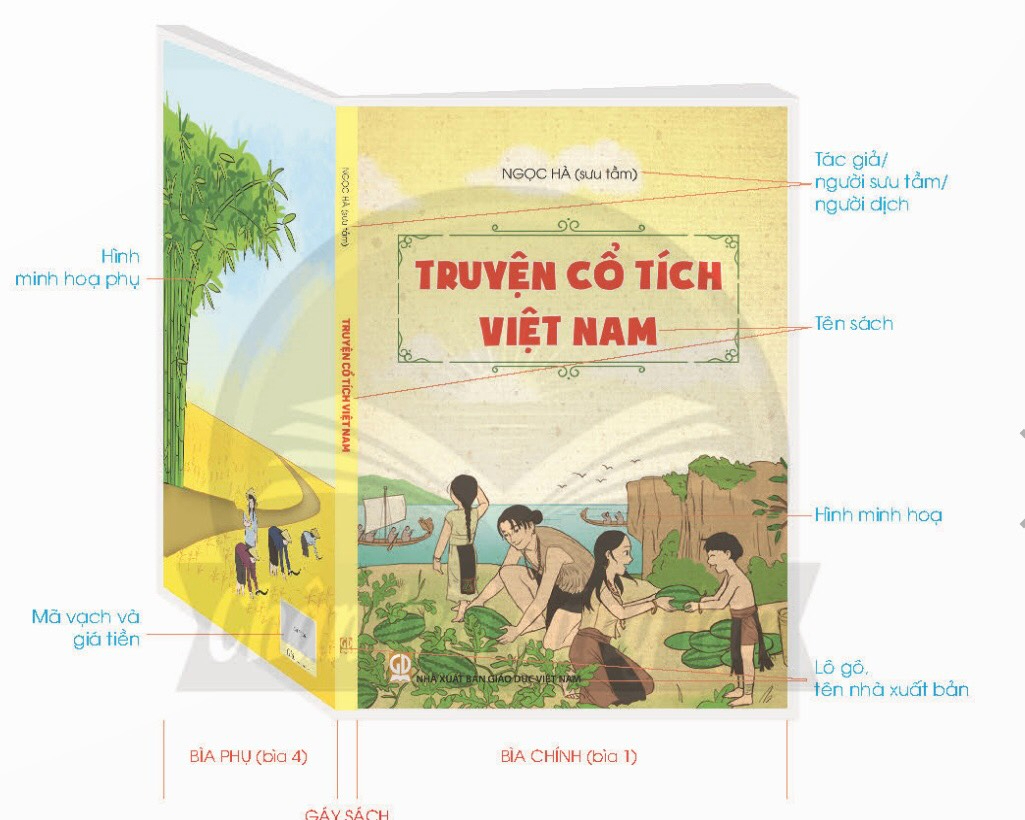 NGỌC HÀ (sưu tầm)
TRUYỆN CỔ TÍCH
VIỆT NAM
NHÀ XUẤT BẢN GIÁO DỤC VIỆT NAM
GD
NGỌC HÀ (sưu tầm)
TRUYỆN CỔ TÍCH VIỆT NAM
Hình
minh hoạ phụ
Mã vạch và
giá tiền
Tác giả/
người sưu tầm/
người dịch
Tên sách
Hình minh hoạ
Lô gô,
tên nhà xuất bản
BÌA PHỤ (bìa 4)
BÌA CHÍNH (bìa 1)
GÁY SÁCH